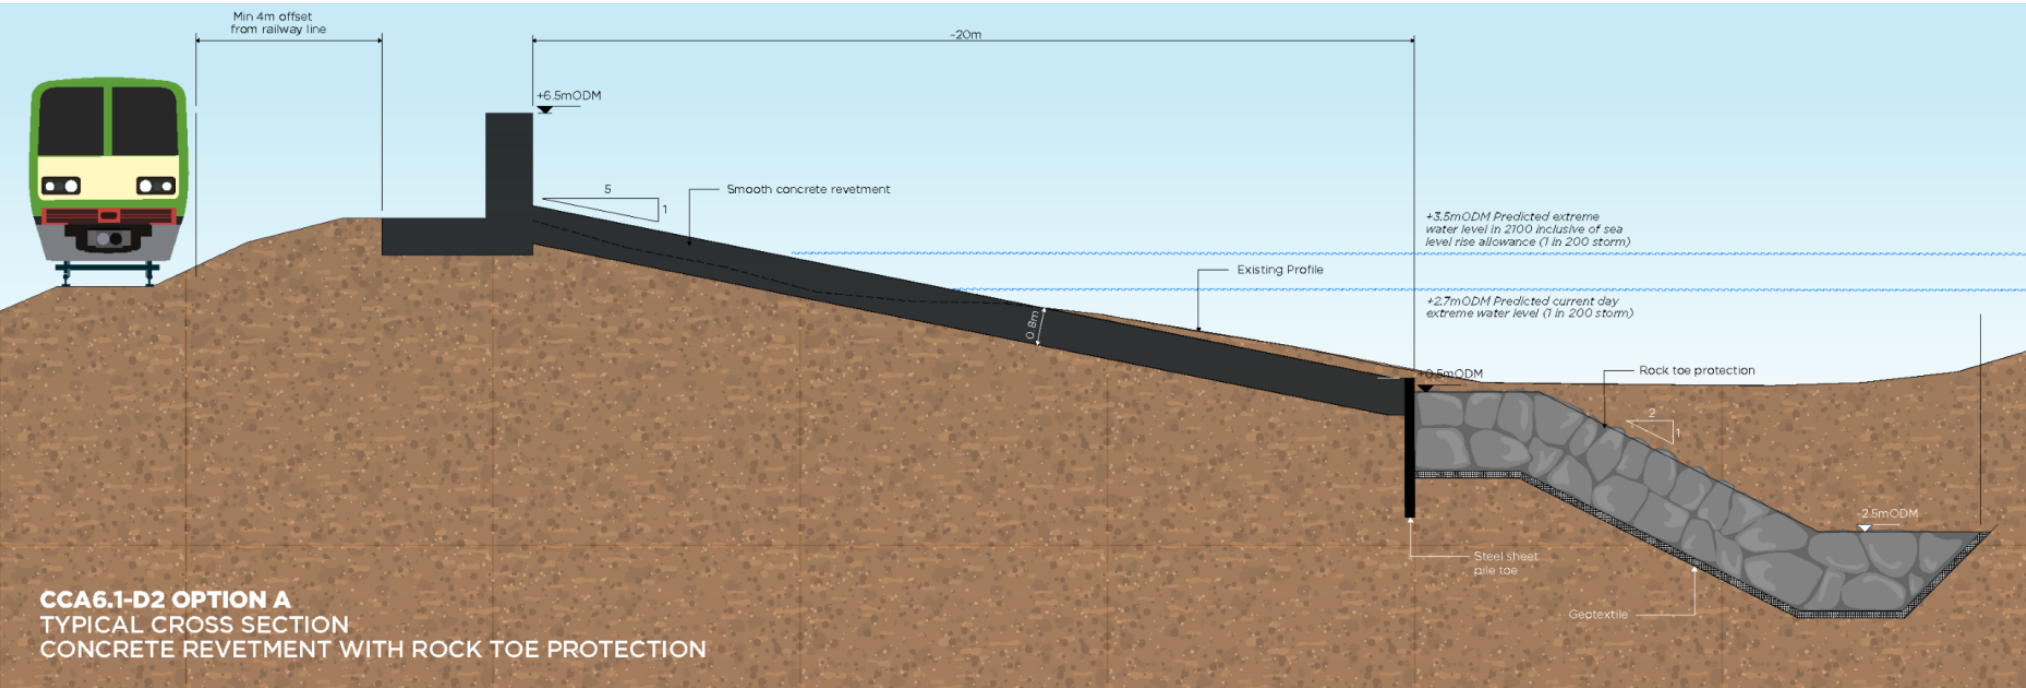 Min 4m offset
from railway line
~20m
+6.5mODM
5
1
Smooth concrete revetment
+3.5mODM Predicted extreme
water level in 2100 inclusive of sea
level rise allowance (1 in 200 storm)
Existing Profile
+2.7mODM Predicted current day
extreme water level (1 in 200 storm)
0.8m
+0.5mODM
Rock toe protection
2
1
-2.5mODM
Steel sheet
pile toe
Geotextile
CCA6.1-D2 OPTION A
TYPICAL CROSS SECTION
CONCRETE REVETMENT WITH ROCK TOE PROTECTION